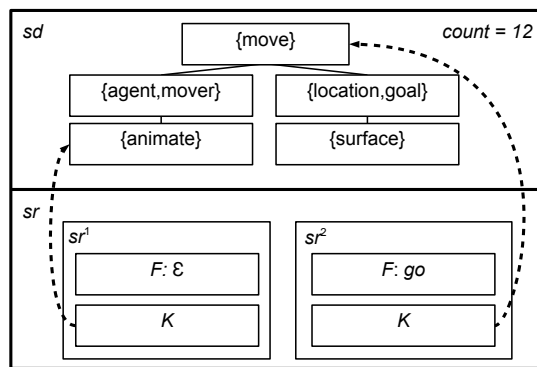 sd
{move}
count = 12
{agent,mover} {location,goal}
{animate} {surface}
sr
sr¹ sr²
F: ε F: go
K K